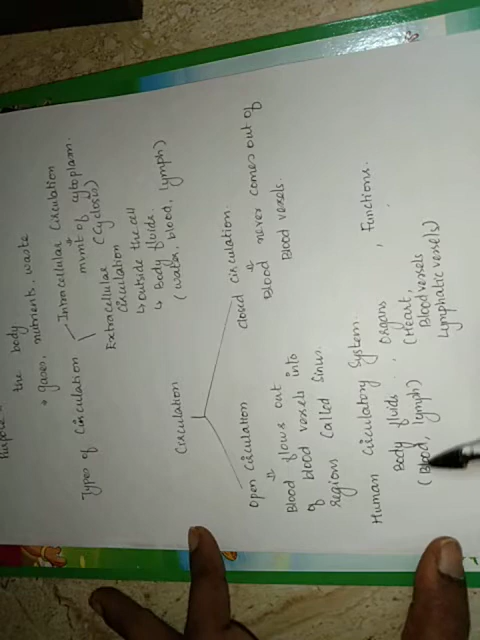 Purpose -
the body
→ gases, nutrients, waste
Types of Circulation
Intracellular Circulation
mvmt of cytoplasm.
(Cyclosis)
Extracellular
circulation
↳ outside the cell
↳ Body fluids.
(water, blood, lymph)
Circulation
Open Circulation
Blood flows out
of blood vessels into
regions called Sinus.
Closed circulation.
Blood never comes out of
Blood vessels.
Human Circulatory System.
Body fluids, Organs, Functions.
(Blood, lymph) (Heart,
Blood vessels
Lymphatic vessels)